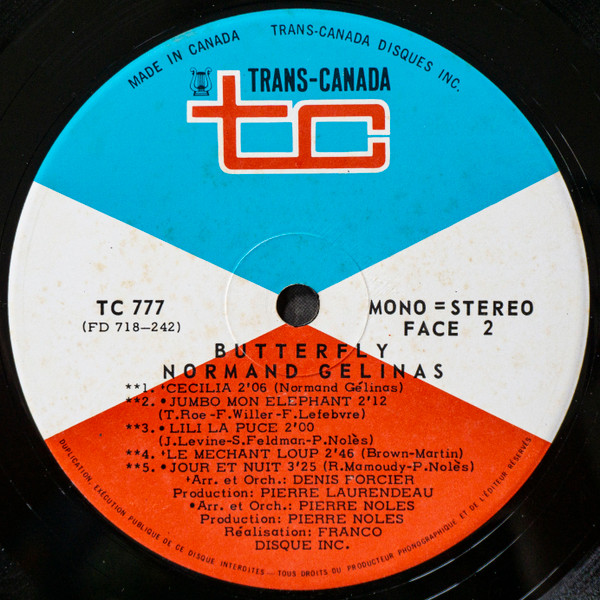 MADE IN CANADA TRANS-CANADA DISQUES INC.
TRANS-CANADA
tc
TC 777
(FD 718-242)
MONO = STEREO
FACE 2
BUTTERFLY
NORMAND GELINAS
**1. ❜CECILIA 2'06 (Normand Gélinas)
**2. • JUMBO MON ELEPHANT 2'12
(T.Roe-F.Willer-F.Lefebvre)
**3. • LILI LA PUCE 2'00
(J.Levine-S.Feldman-P.Nolès)
**4. ❜LE MECHANT LOUP 2'46 (Brown-Martin)
**5. • JOUR ET NUIT 3'25 (R.Mamoudy-P.Nolès)
❜Arr. et Orch.: DENIS FORCIER
Production: PIERRE LAURENDEAU
•Arr. et Orch.: PIERRE NOLES
Production: PIERRE NOLES
Réalisation: FRANCO
DISQUE INC.
DUPLICATION, EXÉCUTION PUBLIQUE DE CE DISQUE INTERDITES — TOUS DROITS DU PRODUCTEUR PHONOGRAPHIQUE ET DE L'ÉDITEUR RÉSERVÉS